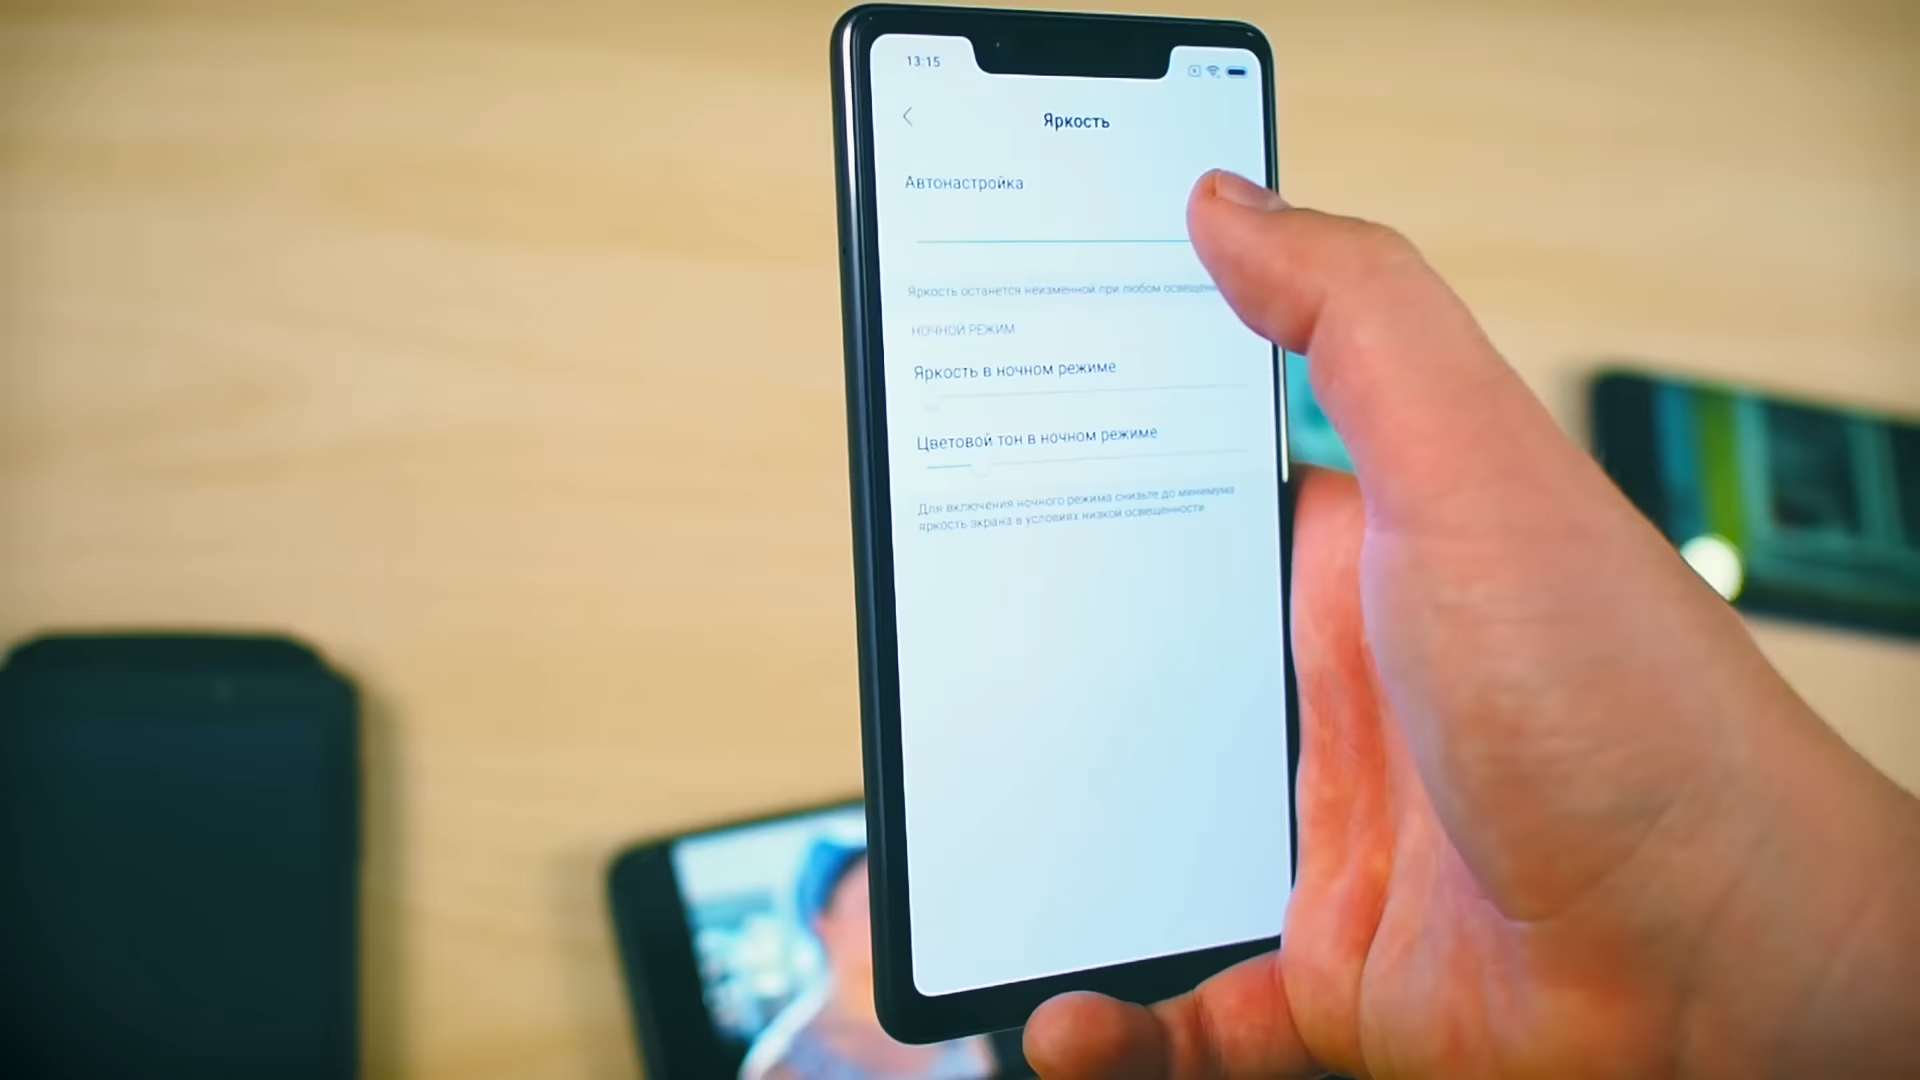 13:15
Яркость
Автонастройка
Яркость останется неизменной при любом
НОЧНОЙ РЕЖИМ
Яркость в ночном режиме
Цветовой тон в ночном режиме
Для включения ночного режима снизьте до минимума
яркость экрана в условиях низкой освещенности